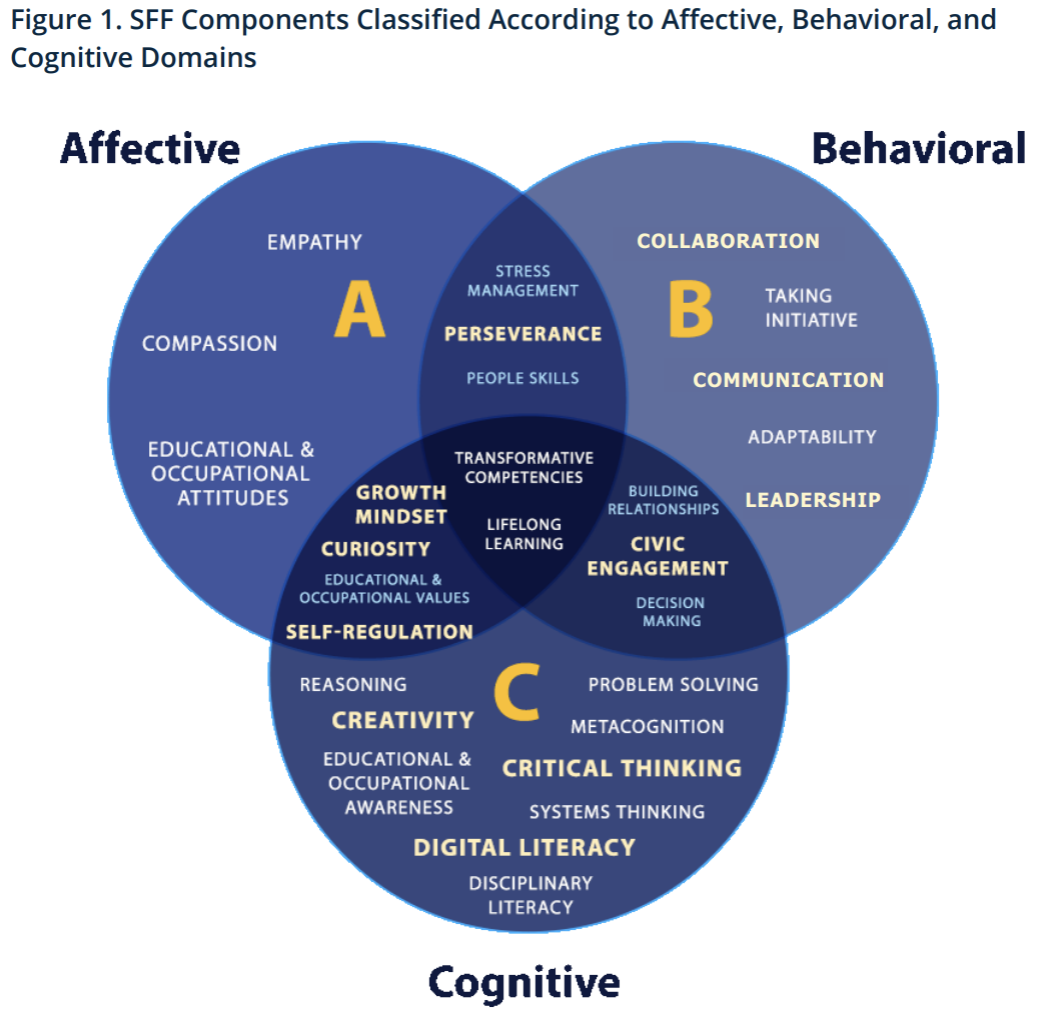 Figure 1. SFF Components Classified According to Affective, Behavioral, and
Cognitive Domains
Affective
Behavioral
EMPATHY
A
COMPASSION
EDUCATIONAL &
OCCUPATIONAL
ATTITUDES
STRESS
MANAGEMENT
PERSEVERANCE
PEOPLE SKILLS
COLLABORATION
B
TAKING
INITIATIVE
COMMUNICATION
ADAPTABILITY
LEADERSHIP
TRANSFORMATIVE
COMPETENCIES
LIFELONG
LEARNING
GROWTH
MINDSET
CURIOSITY
EDUCATIONAL &
OCCUPATIONAL VALUES
SELF-REGULATION
BUILDING
RELATIONSHIPS
CIVIC
ENGAGEMENT
DECISION
MAKING
C
REASONING
CREATIVITY
EDUCATIONAL &
OCCUPATIONAL
AWARENESS
PROBLEM SOLVING
METACOGNITION
CRITICAL THINKING
SYSTEMS THINKING
DIGITAL LITERACY
DISCIPLINARY
LITERACY
Cognitive